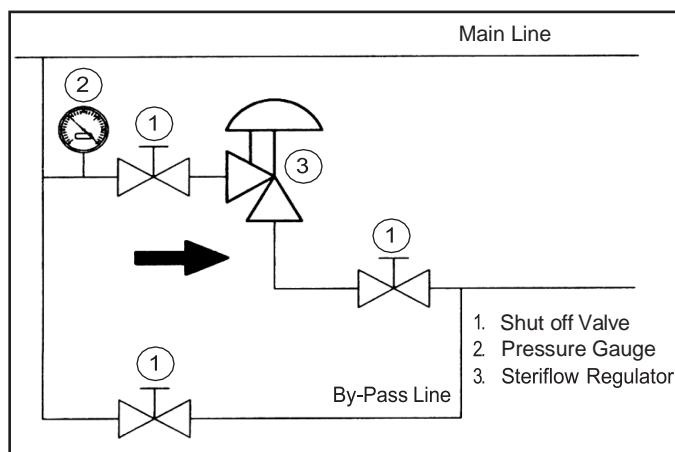 Main Line
2
1
3
1
1. Shut off Valve
2. Pressure Gauge
3. Steriflow Regulator
1
By-Pass Line